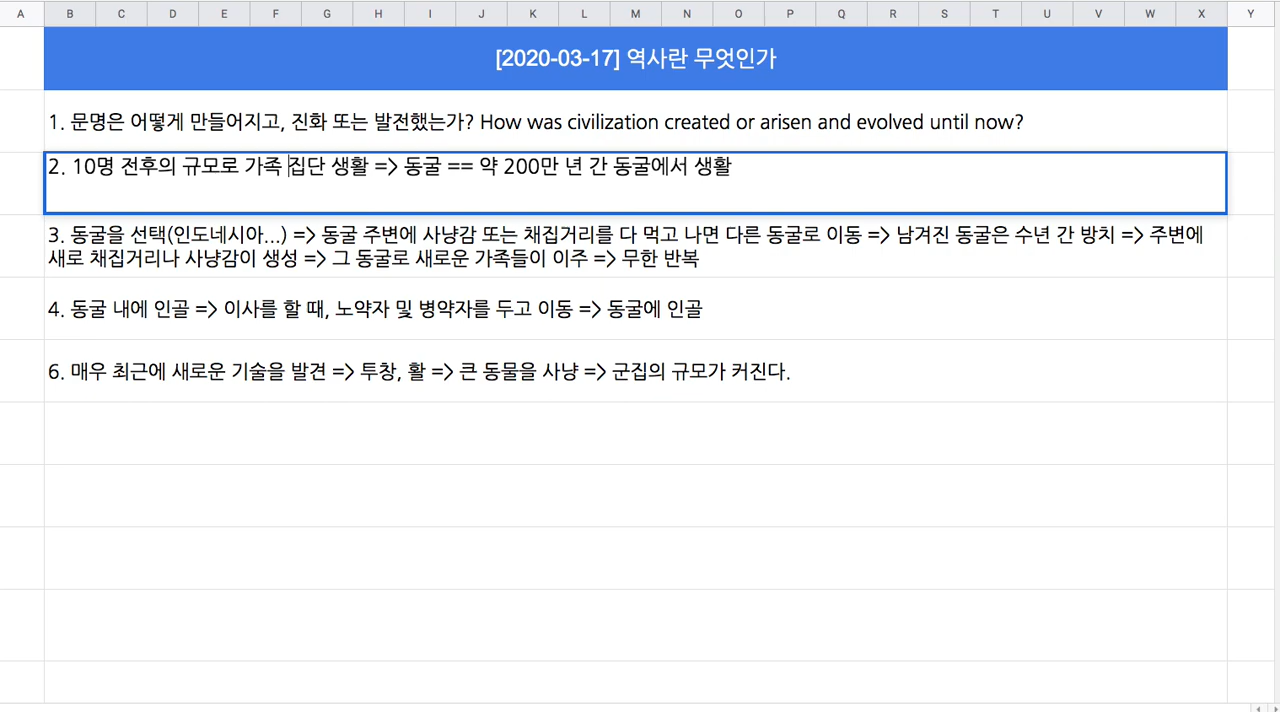 A B C D E F G H I J K L M N O P Q R S T U V W X Y
[2020-03-17] 역사란 무엇인가
1. 문명은 어떻게 만들어지고, 진화 또는 발전했는가? How was civilization created or arisen and evolved until now?
2. 10명 전후의 규모로 가족 집단 생활 => 동굴 == 약 200만 년 간 동굴에서 생활
3. 동굴을 선택(인도네시아...) => 동굴 주변에 사냥감 또는 채집거리를 다 먹고 나면 다른 동굴로 이동 => 남겨진 동굴은 수년 간 방치 => 주변에
새로 채집거리나 사냥감이 생성 => 그 동굴로 새로운 가족들이 이주 => 무한 반복
4. 동굴 내에 인골 => 이사를 할 때, 노약자 및 병약자를 두고 이동 => 동굴에 인골
6. 매우 최근에 새로운 기술을 발견 => 투창, 활 => 큰 동물을 사냥 => 군집의 규모가 커진다.